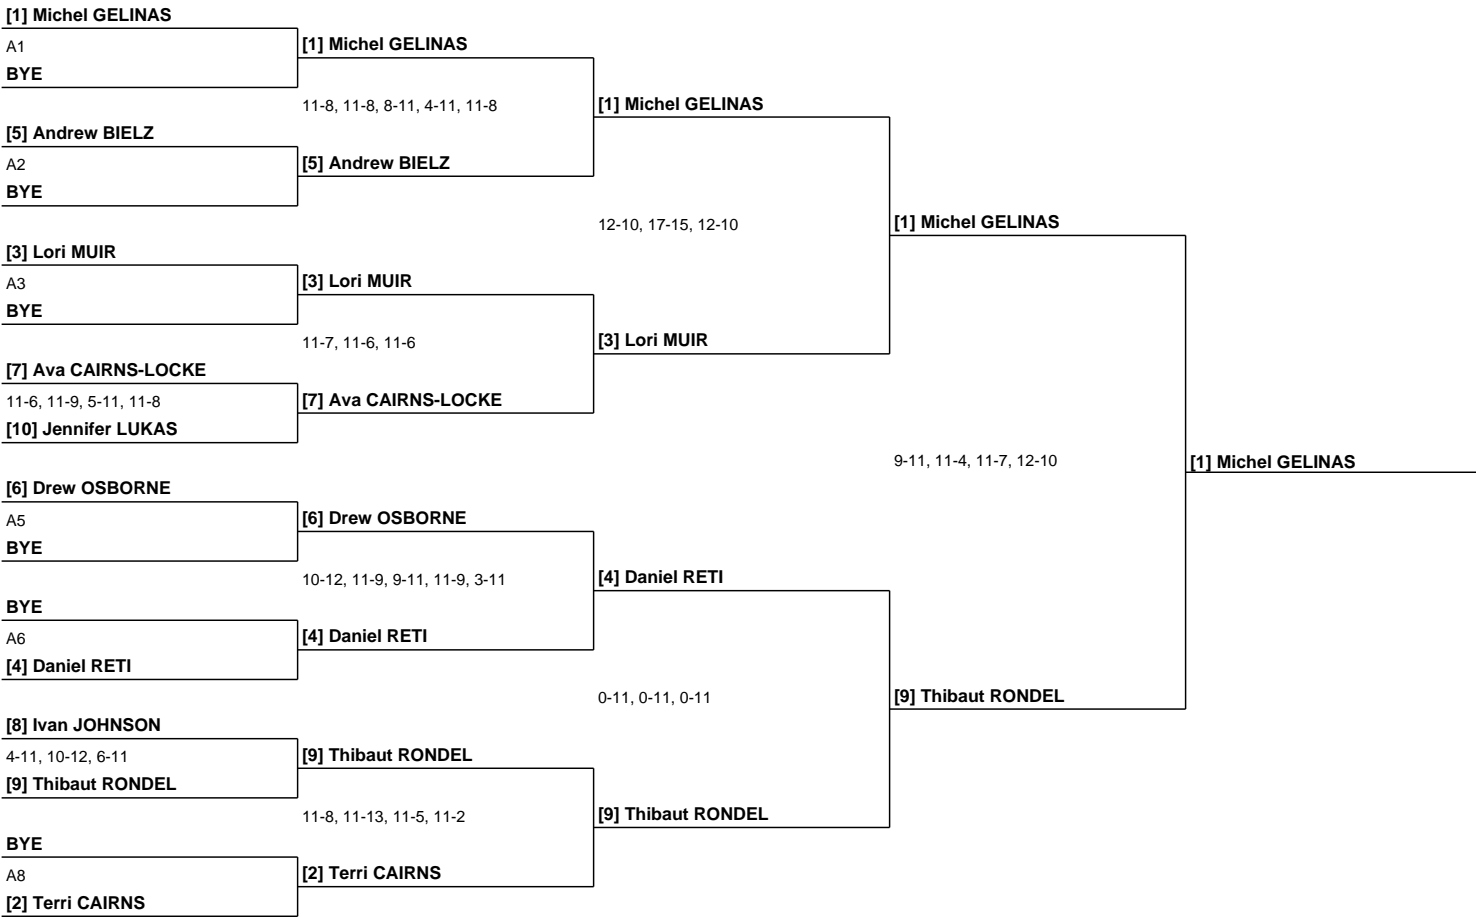 [1] Michel GELINAS
A1
BYE
[5] Andrew BIELZ
A2
BYE
[3] Lori MUIR
A3
BYE
[7] Ava CAIRNS-LOCKE
11-6, 11-9, 5-11, 11-8
[10] Jennifer LUKAS
[6] Drew OSBORNE
A5
BYE
BYE
A6
[4] Daniel RETI
[8] Ivan JOHNSON
4-11, 10-12, 6-11
[9] Thibaut RONDEL
BYE
A8
[2] Terri CAIRNS
[1] Michel GELINAS
11-8, 11-8, 8-11, 4-11, 11-8
[5] Andrew BIELZ
[3] Lori MUIR
11-7, 11-6, 11-6
[7] Ava CAIRNS-LOCKE
[6] Drew OSBORNE
10-12, 11-9, 9-11, 11-9, 3-11
[4] Daniel RETI
[9] Thibaut RONDEL
11-8, 11-13, 11-5, 11-2
[2] Terri CAIRNS
[1] Michel GELINAS
12-10, 17-15, 12-10
[3] Lori MUIR
[4] Daniel RETI
0-11, 0-11, 0-11
[9] Thibaut RONDEL
[1] Michel GELINAS
9-11, 11-4, 11-7, 12-10
[9] Thibaut RONDEL
[1] Michel GELINAS